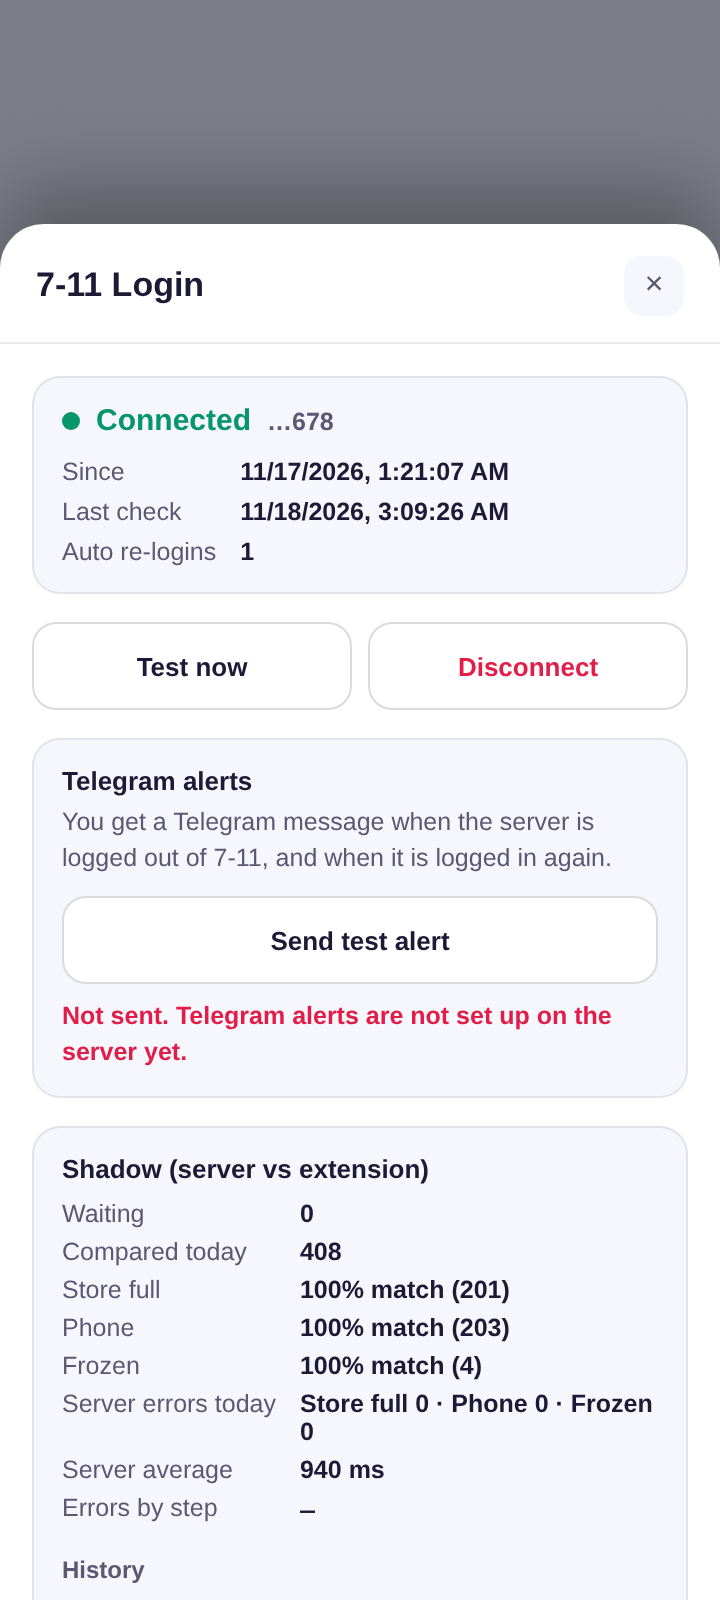 7-11 Login
×
Connected ...678
Since 11/17/2026, 1:21:07 AM
Last check 11/18/2026, 3:09:26 AM
Auto re-logins 1
Test now
Disconnect
Telegram alerts
You get a Telegram message when the server is
logged out of 7-11, and when it is logged in again.
Send test alert
Not sent. Telegram alerts are not set up on the
server yet.
Shadow (server vs extension)
Waiting 0
Compared today 408
Store full 100% match (201)
Phone 100% match (203)
Frozen 100% match (4)
Server errors today Store full 0 · Phone 0 · Frozen
0
Server average 940 ms
Errors by step –
History